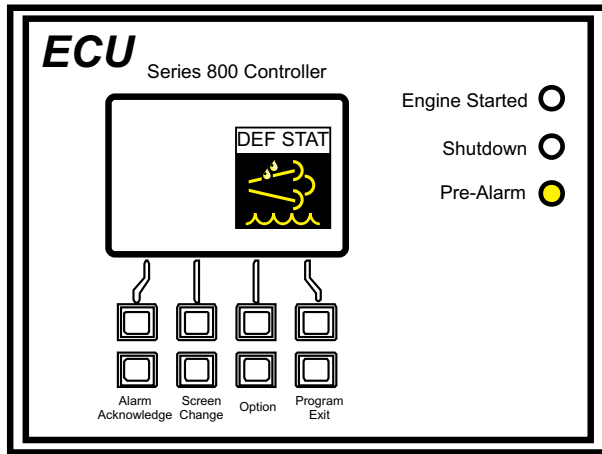 ECU
Series 800 Controller
DEF STAT
Engine Started
Shutdown
Pre-Alarm
Alarm
Acknowledge
Screen
Change
Option
Program
Exit